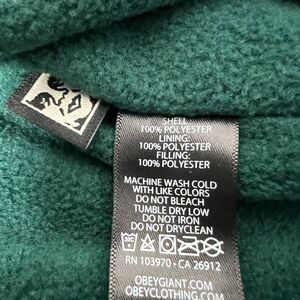 SHELL:
100% POLYESTER
LINING:
100% POLYESTER
FILLING:
100% POLYESTER
MACHINE WASH COLD
WITH LIKE COLORS
DO NOT BLEACH
TUMBLE DRY LOW
DO NOT IRON
DO NOT DRYCLEAN
RN 103970 - CA 26912
OBEYGIANT.COM
OBEYCLOTHING.COM